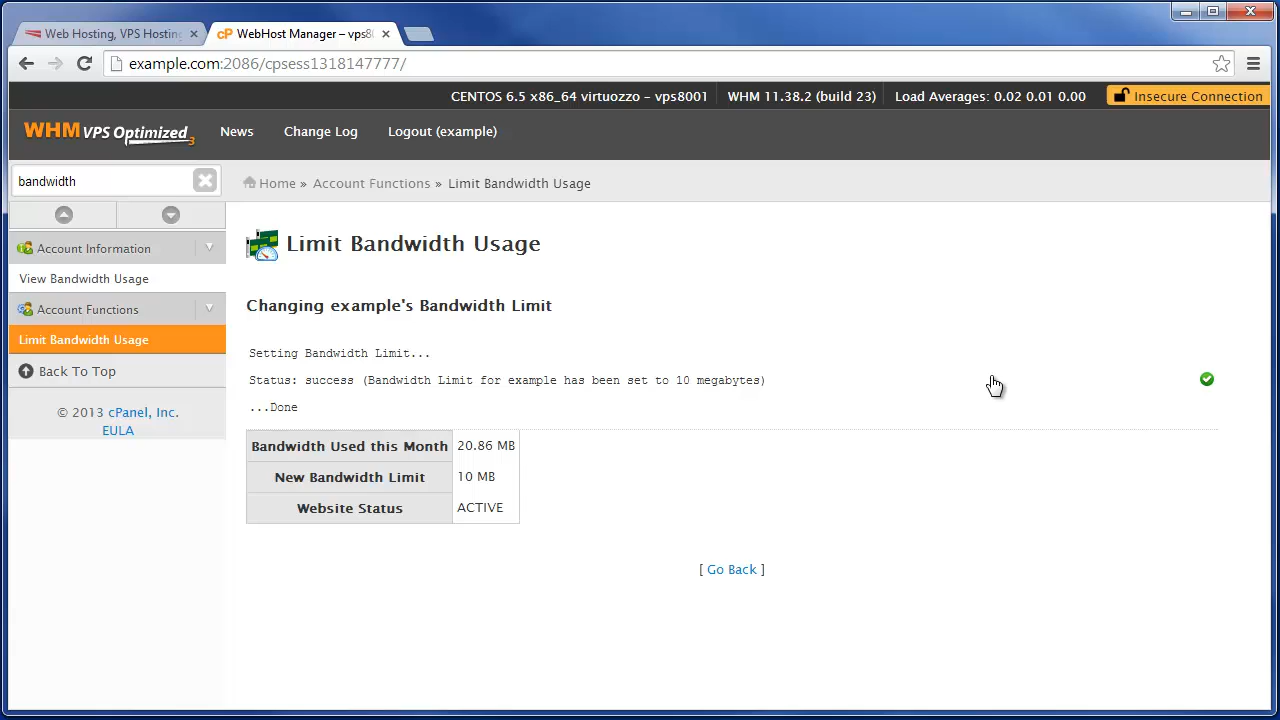 Web Hosting, VPS Hosting
cP WebHost Manager – vps8
example.com:2086/cpsess1318147777/
CENTOS 6.5 x86_64 virtuozzo – vps8001
WHM 11.38.2 (build 23)
Load Averages: 0.02 0.01 0.00
Insecure Connection
WHM VPS Optimized 3
News
Change Log
Logout (example)
bandwidth
Home » Account Functions » Limit Bandwidth Usage
Account Information
View Bandwidth Usage
Account Functions
Limit Bandwidth Usage
Back To Top
© 2013 cPanel, Inc.
EULA
Limit Bandwidth Usage
Changing example's Bandwidth Limit
Setting Bandwidth Limit...
Status: success (Bandwidth Limit for example has been set to 10 megabytes)
...Done
Bandwidth Used this Month 20.86 MB
New Bandwidth Limit 10 MB
Website Status ACTIVE
[ Go Back ]